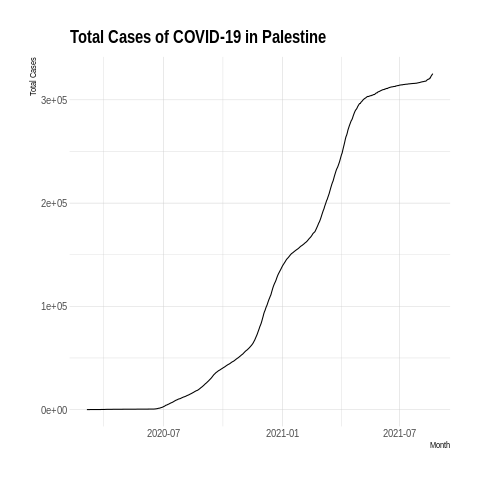 Total Cases of COVID-19 in Palestine
Total Cases
3e+05
2e+05
1e+05
0e+00
2020-07
2021-01
2021-07
Month